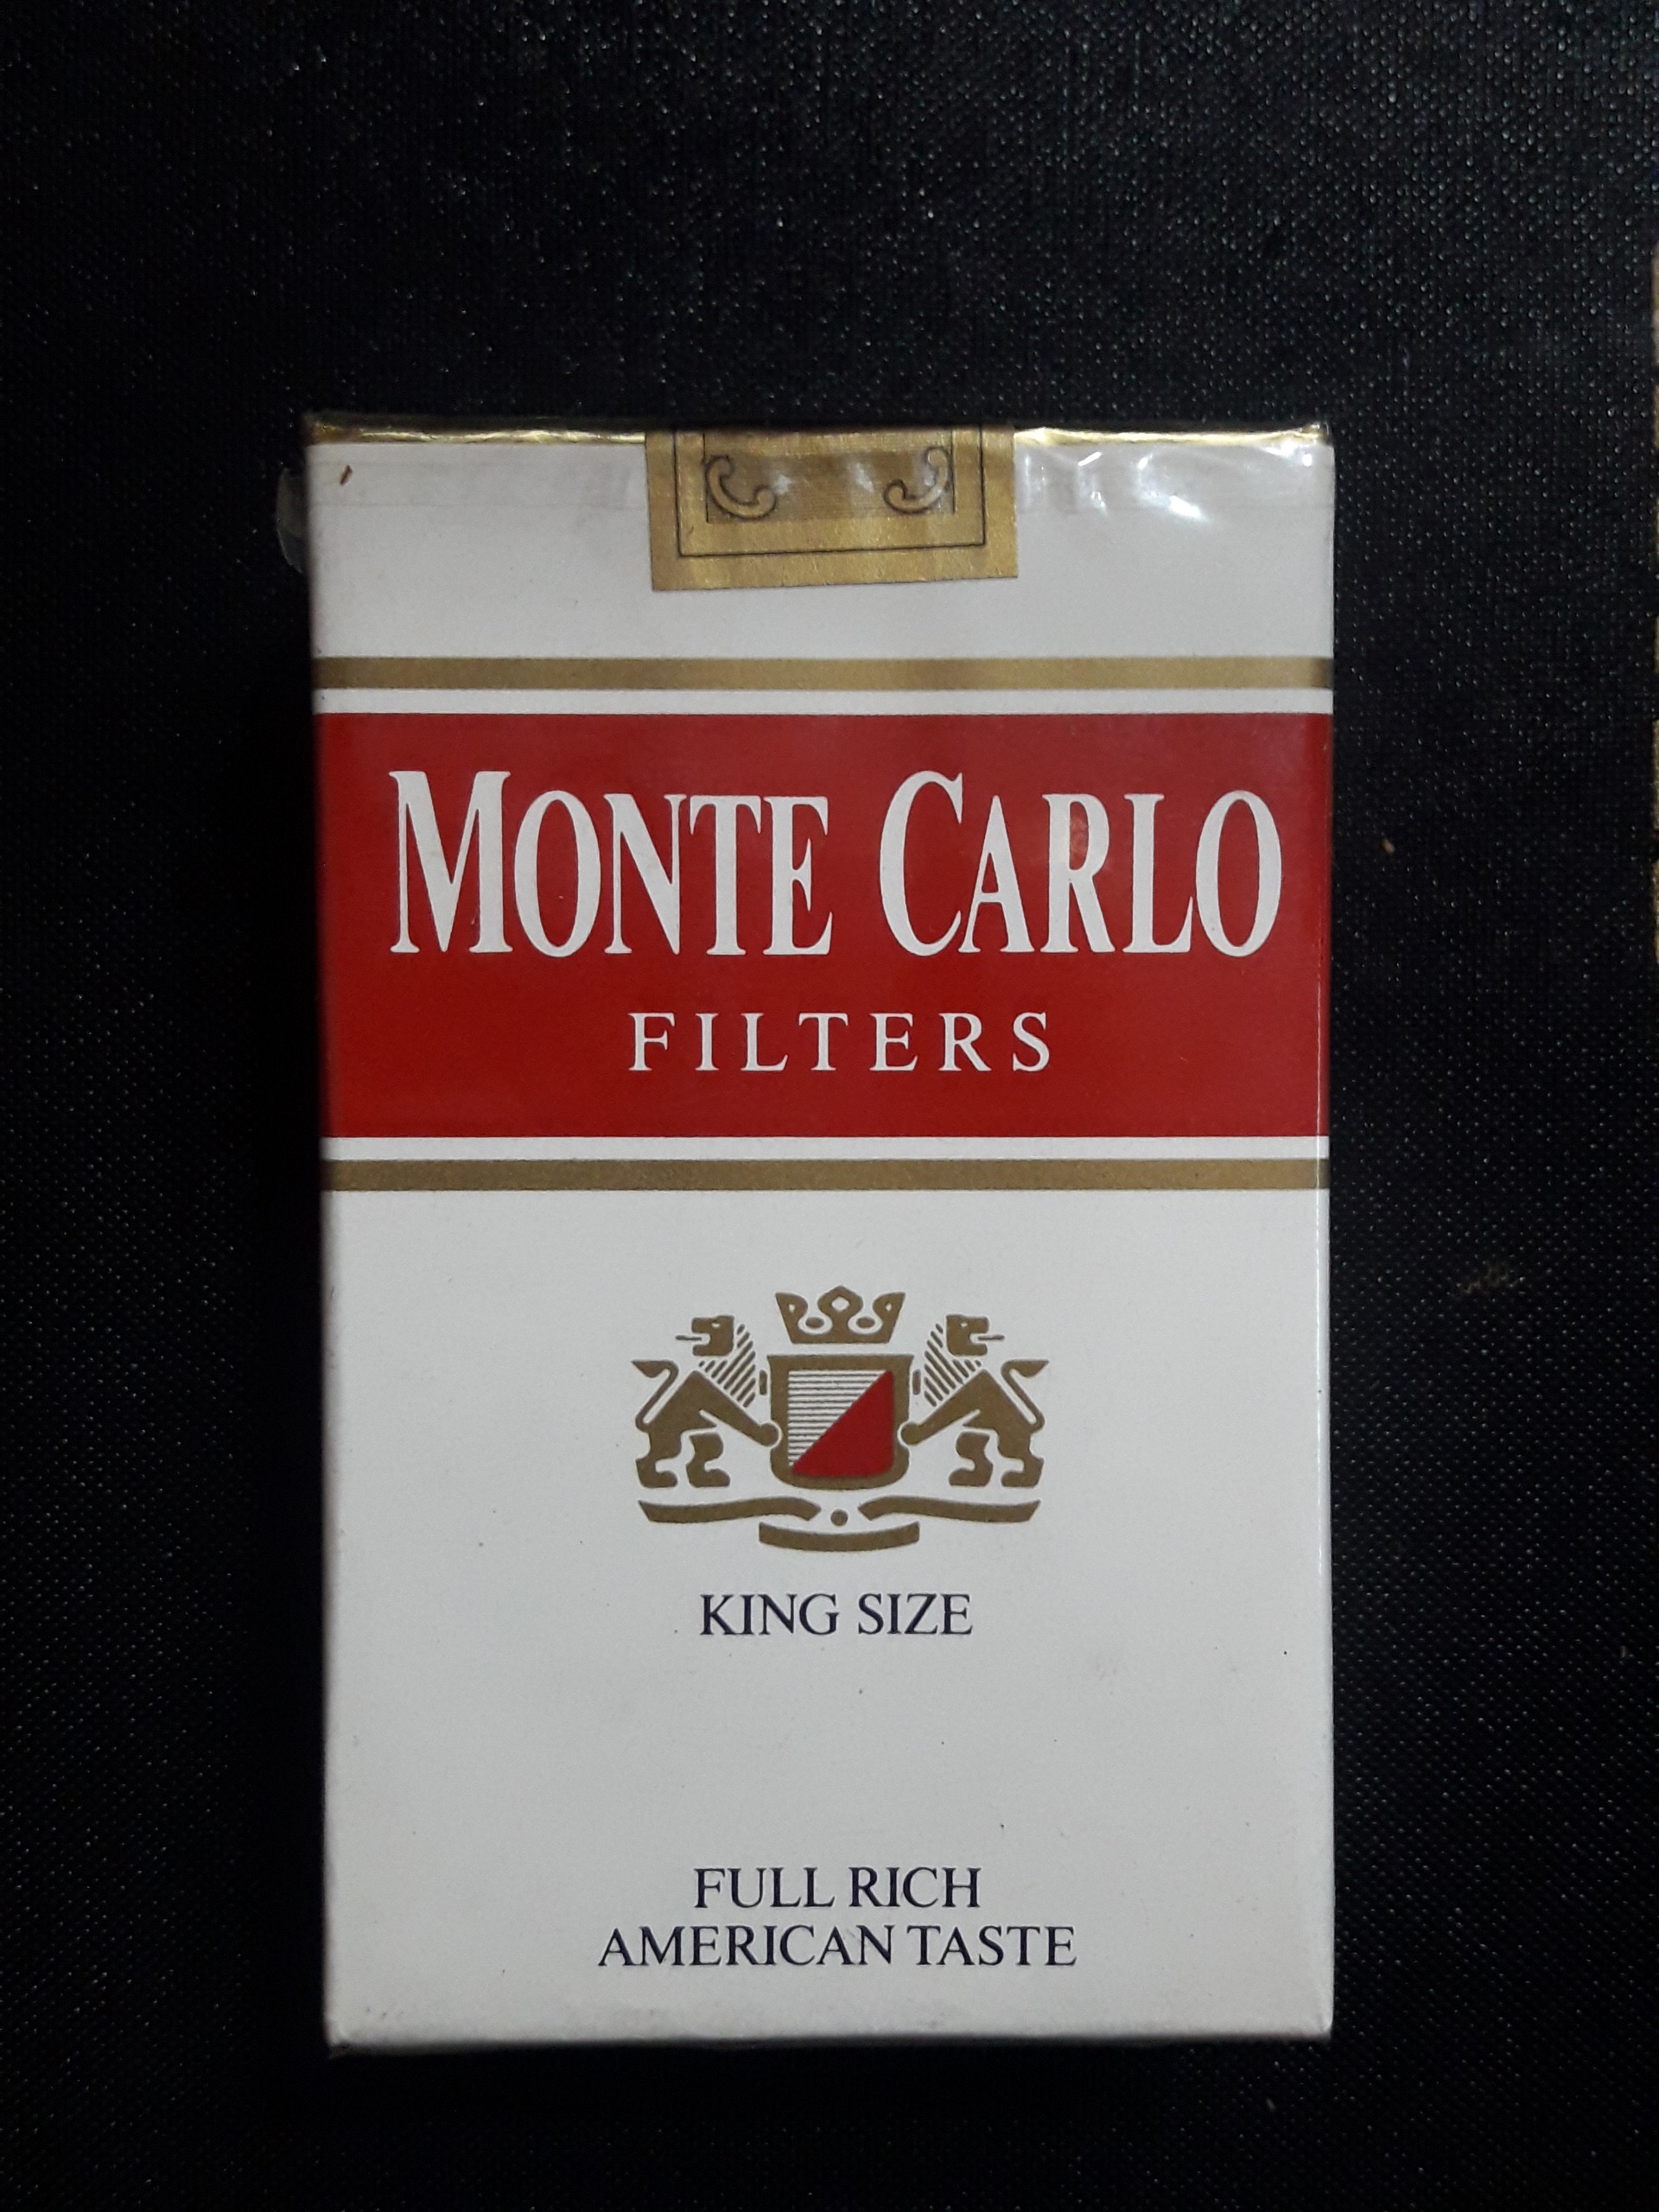 MONTE CARLO
FILTERS
KING SIZE
FULL RICH
AMERICAN TASTE